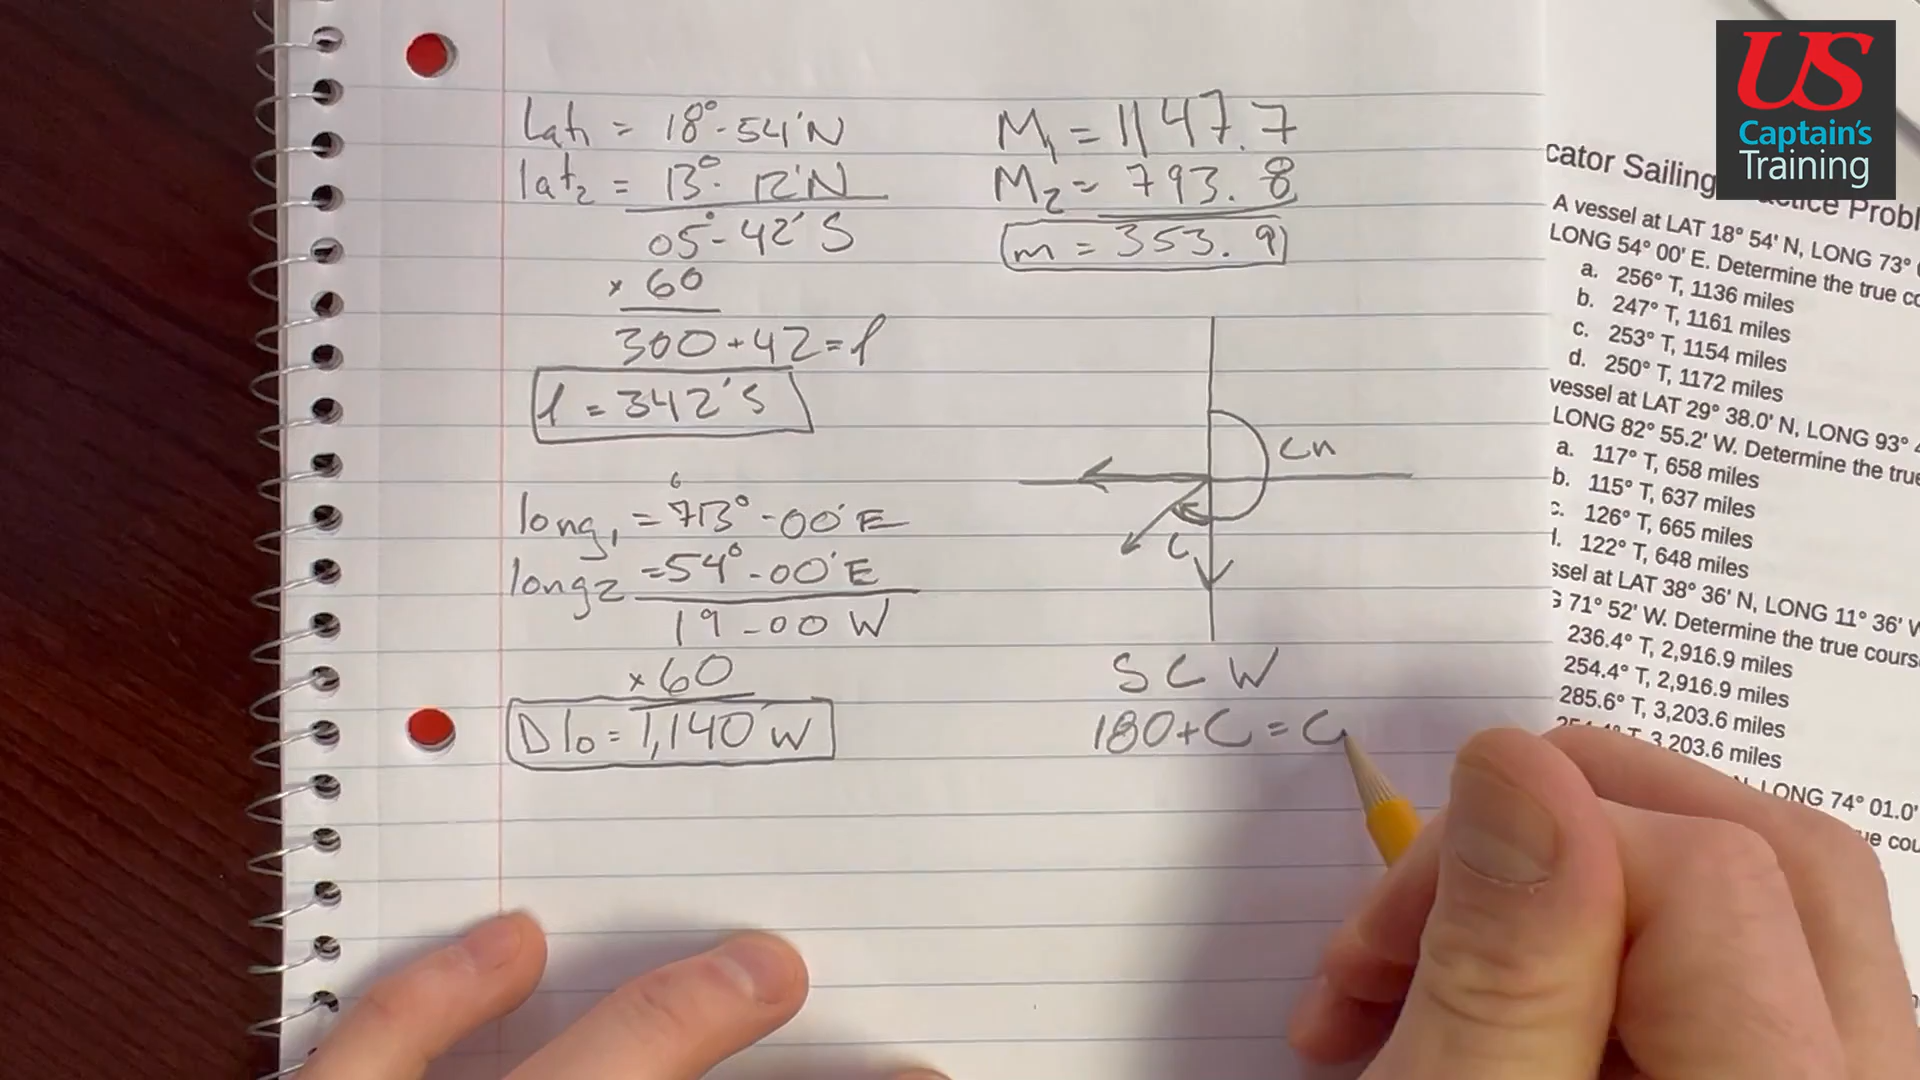 Lat1 = 18°-54'N
lat2 = 13°-12'N
05°-42'S
x 60
300+42=l
l = 342'S
6
long1 = 713°-00'E
long2 =54°-00'E
19-00 W
x 60
Dlo = 1,140' W
M1 = 1147.7
M2 = 793.8
m = 353.9
Cn
C
S C W
180+C = C
US
Captain's
Training
cator Sailing
A vessel at LAT 18° 54' N, LONG 73°
LONG 54° 00' E. Determine the true co
a. 256° T, 1136 miles
b. 247° T, 1161 miles
c. 253° T, 1154 miles
d. 250° T, 1172 miles
vessel at LAT 29° 38.0' N, LONG 93°
LONG 82° 55.2' W. Determine the true
a. 117° T, 658 miles
b. 115° T, 637 miles
c. 126° T, 665 miles
122° T, 648 miles
ssel at LAT 38° 36' N, LONG 11° 36' W
71° 52' W. Determine the true cours
236.4° T, 2,916.9 miles
254.4° T, 2,916.9 miles
285.6° T, 3,203.6 miles
T, 3,203.6 miles
LONG 74° 01.0'
ue cou